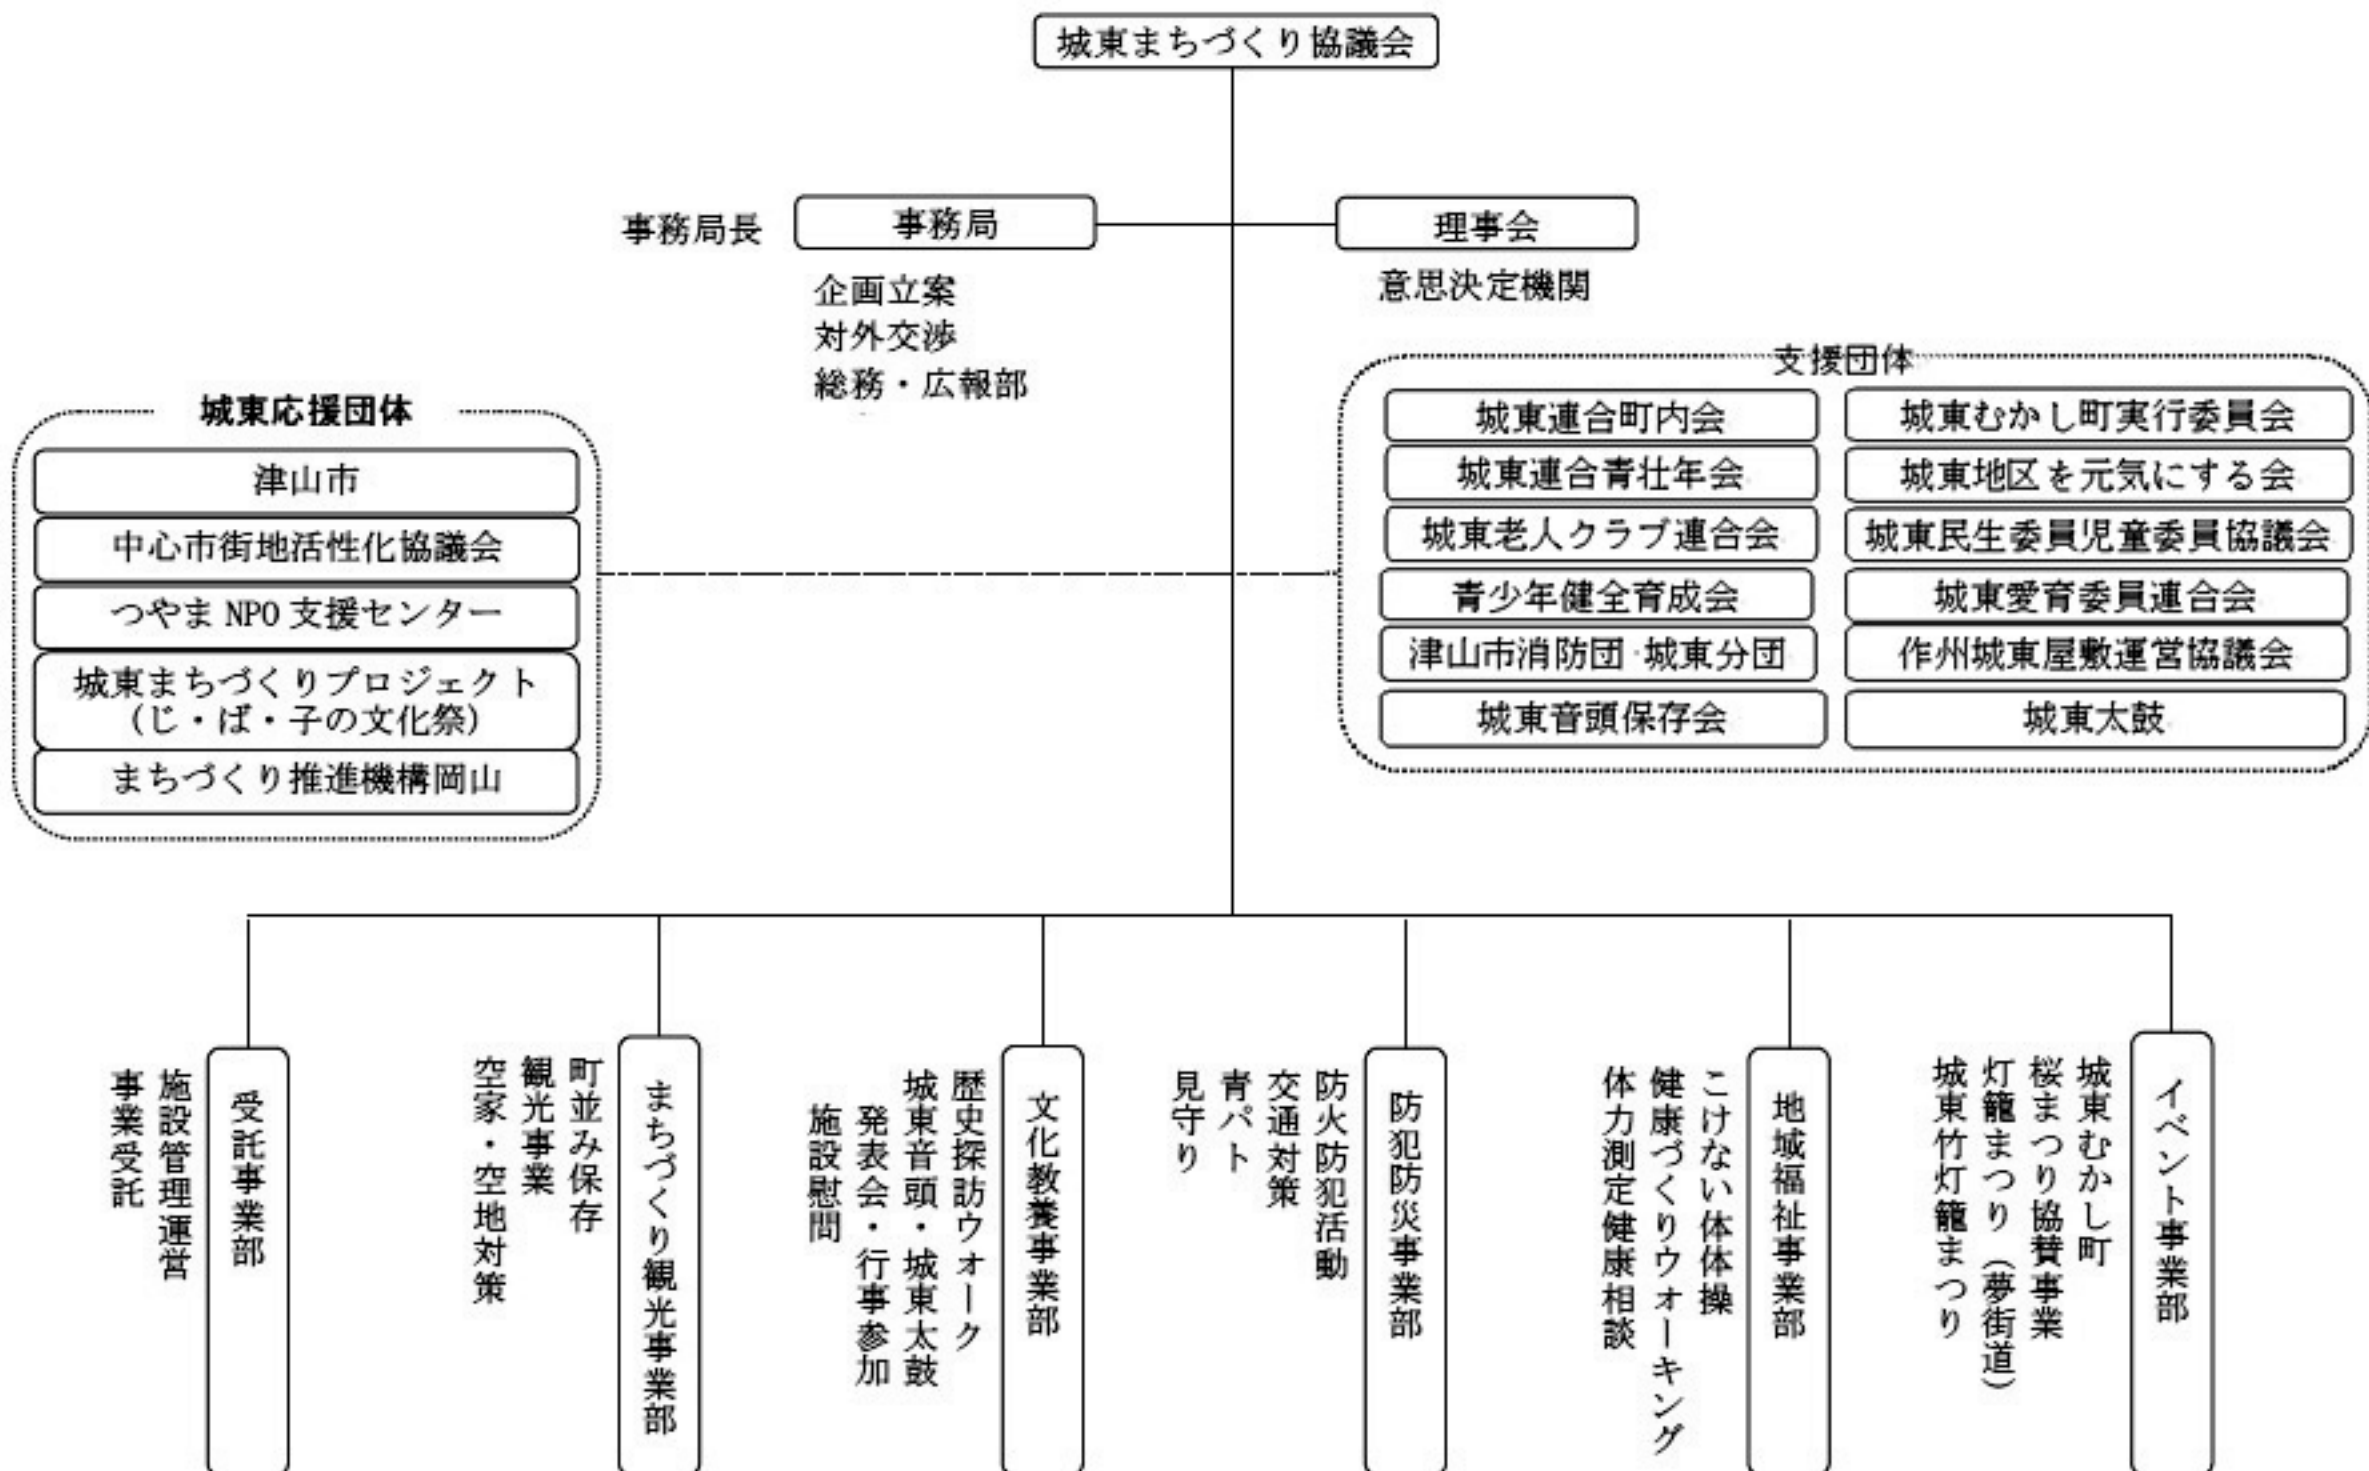 城東まちづくり協議会
事務局長
事務局
理事会
企画立案
対外交渉
総務・広報部
意思決定機関
城東応援団体
津山市
中心市街地活性化協議会
つやま NPO 支援センター
城東まちづくりプロジェクト
(じ・ば・子の文化祭)
まちづくり推進機構岡山
支援団体
城東連合町内会
城東むかし町実行委員会
城東連合青壮年会
城東地区を元気にする会
城東老人クラブ連合会
城東民生委員児童委員協議会
青少年健全育成会
城東愛育委員連合会
津山市消防団・城東分団
作州城東屋敷運営協議会
城東音頭保存会
城東太鼓
イベント事業部
城東むかし町
桜まつり協賛事業
灯籠まつり(夢街道)
城東竹灯籠まつり
地域福祉事業部
こけない体体操
健康づくりウオーキング
体力測定健康相談
防犯防災事業部
防火防犯活動
交通対策
青パト
見守り
文化教養事業部
歴史探訪ウォーク
城東音頭・城東太鼓
発表会・行事参加
施設慰問
まちづくり観光事業部
町並み保存
観光事業
空家・空地対策
受託事業部
施設管理運営
事業受託